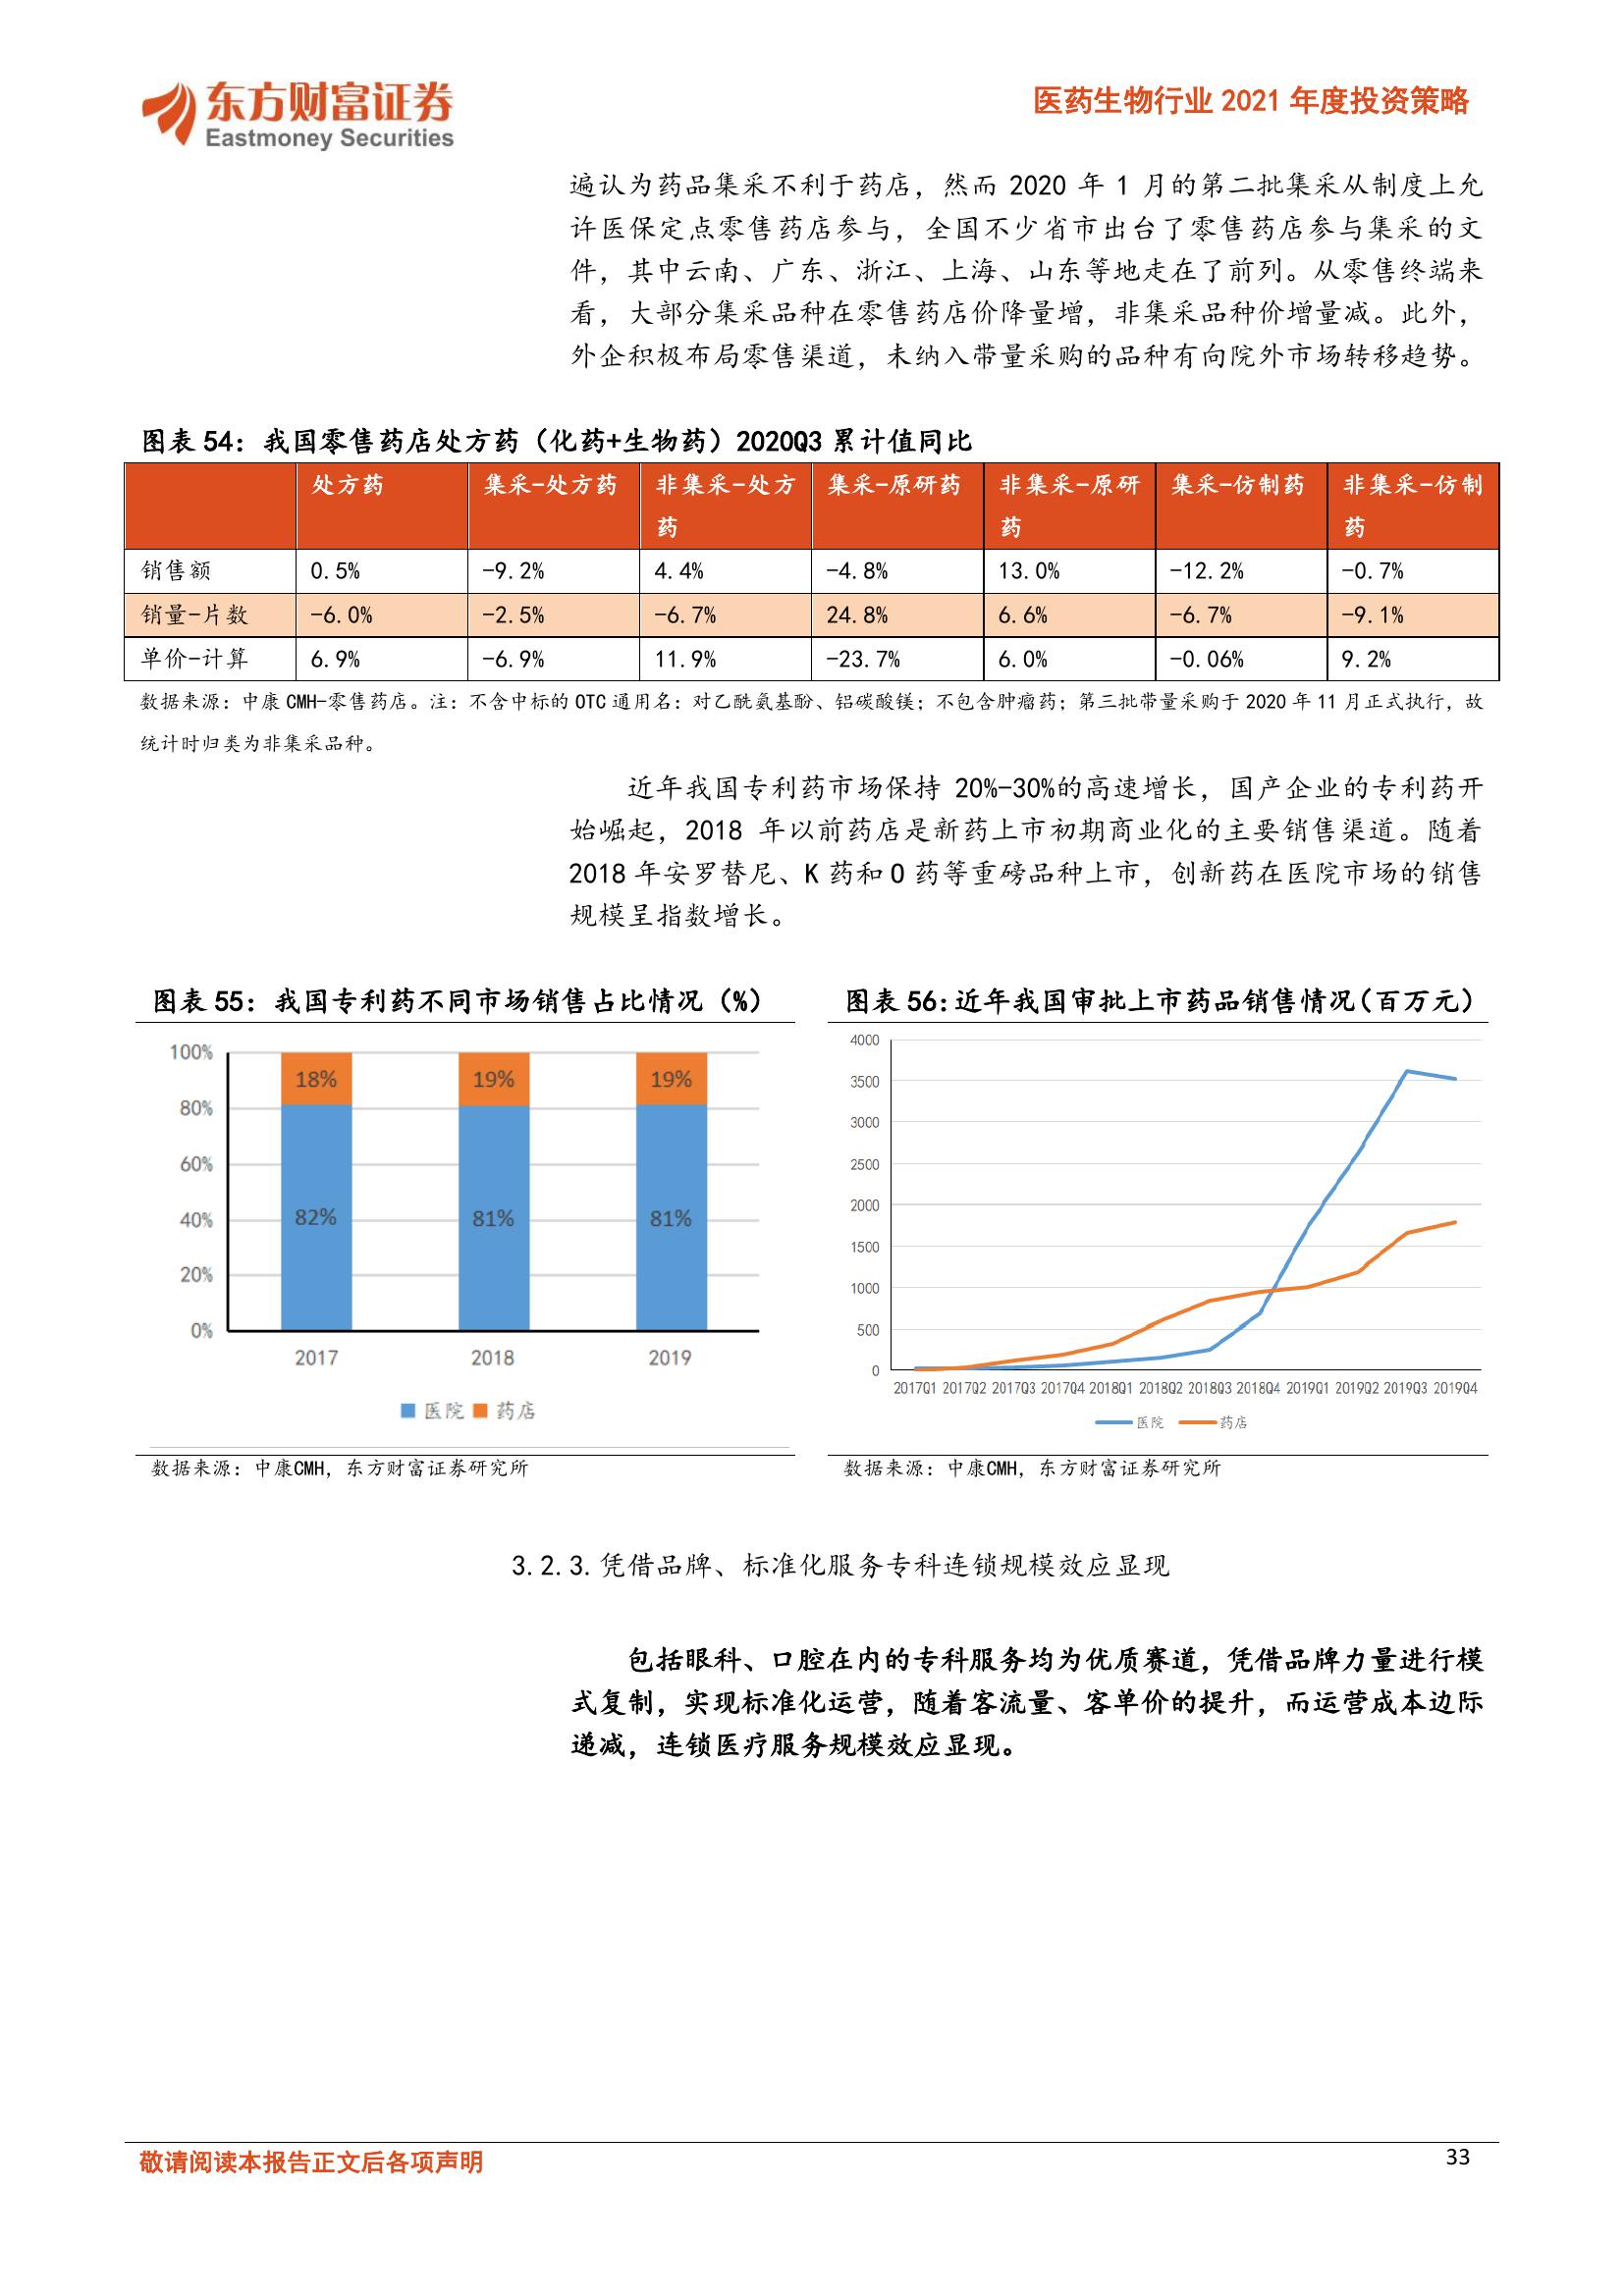 东方财富证券
Eastmoney Securities
医药生物行业 2021 年度投资策略
遍认为药品集采不利于药店，然而 2020 年 1 月的第二批集采从制度上允
许医保定点零售药店参与，全国不少省市出台了零售药店参与集采的文
件，其中云南、广东、浙江、上海、山东等地走在了前列。从零售终端来
看，大部分集采品种在零售药店价降量增，非集采品种价增量减。此外，
外企积极布局零售渠道，未纳入带量采购的品种有向院外市场转移趋势。
图表 54：我国零售药店处方药（化药+生物药）2020Q3 累计值同比
处方药 集采-处方药 非集采-处方药 集采-原研药 非集采-原研药 集采-仿制药 非集采-仿制药
销售额 0.5% -9.2% 4.4% -4.8% 13.0% -12.2% -0.7%
销量-片数 -6.0% -2.5% -6.7% 24.8% 6.6% -6.7% -9.1%
单价-计算 6.9% -6.9% 11.9% -23.7% 6.0% -0.06% 9.2%
数据来源：中康 CMH-零售药店。注：不含中标的 OTC 通用名：对乙酰氨基酚、铝碳酸镁；不包含肿瘤药；第三批带量采购于 2020 年 11 月正式执行，故
统计时归类为非集采品种。
近年我国专利药市场保持 20%-30%的高速增长，国产企业的专利药开
始崛起，2018 年以前药店是新药上市初期商业化的主要销售渠道。随着
2018 年安罗替尼、K 药和 O 药等重磅品种上市，创新药在医院市场的销售
规模呈指数增长。
图表 55：我国专利药不同市场销售占比情况（%）
100%
80%
60%
40%
20%
0%
18% 19% 19%
82% 81% 81%
2017 2018 2019
医院 药店
数据来源：中康CMH，东方财富证券研究所
图表 56：近年我国审批上市药品销售情况（百万元）
4000
3500
3000
2500
2000
1500
1000
500
0
2017Q1 2017Q2 2017Q3 2017Q4 2018Q1 2018Q2 2018Q3 2018Q4 2019Q1 2019Q2 2019Q3 2019Q4
医院 药店
数据来源：中康CMH，东方财富证券研究所
3.2.3. 凭借品牌、标准化服务专科连锁规模效应显现
包括眼科、口腔在内的专科服务均为优质赛道，凭借品牌力量进行模
式复制，实现标准化运营，随着客流量、客单价的提升，而运营成本边际
递减，连锁医疗服务规模效应显现。
敬请阅读本报告正文后各项声明
33